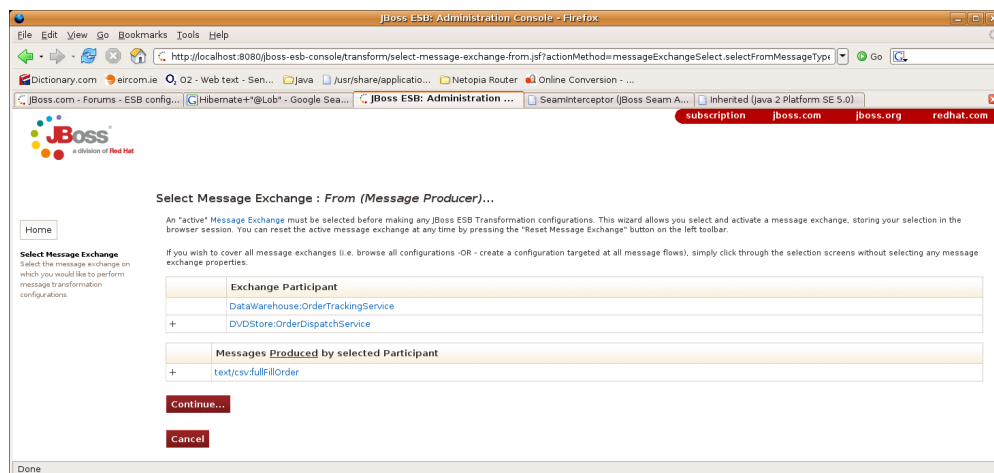 JBoss ESB: Administration Console - Firefox
File Edit View Go Bookmarks Tools Help
http://localhost:8080/jboss-esb-console/transform/select-message-exchange-from.jsf?actionMethod=messageExchangeSelect.selectFromMessageType Go
Dictionary.com eircom.ie O2 - Web text - Sen... Java /usr/share/applicatio... Netopia Router Online Conversion - ...
JBoss.com - Forums - ESB config... Hibernate+"@Lob" - Google Sea... JBoss ESB: Administration ... SeamInterceptor (JBoss Seam A... Inherited (Java 2 Platform SE 5.0)
subscription jboss.com jboss.org redhat.com
JBoss
a division of Red Hat
Select Message Exchange : From (Message Producer)...
Home
An "active" Message Exchange must be selected before making any JBoss ESB Transformation configurations. This wizard allows you select and activate a message exchange, storing your selection in the
browser session. You can reset the active message exchange at any time by pressing the "Reset Message Exchange" button on the left toolbar.
Select Message Exchange
Select the message exchange on
which you would like to perform
message transformation
configurations.
If you wish to cover all message exchanges (i.e. browse all configurations -OR - create a configuration targeted at all message flows), simply click through the selection screens without selecting any message
exchange properties.
Exchange Participant
DataWarehouse:OrderTrackingService
+ DVDStore:OrderDispatchService
Messages Produced by selected Participant
+ text/csv:fullFillOrder
Continue...
Cancel
Done